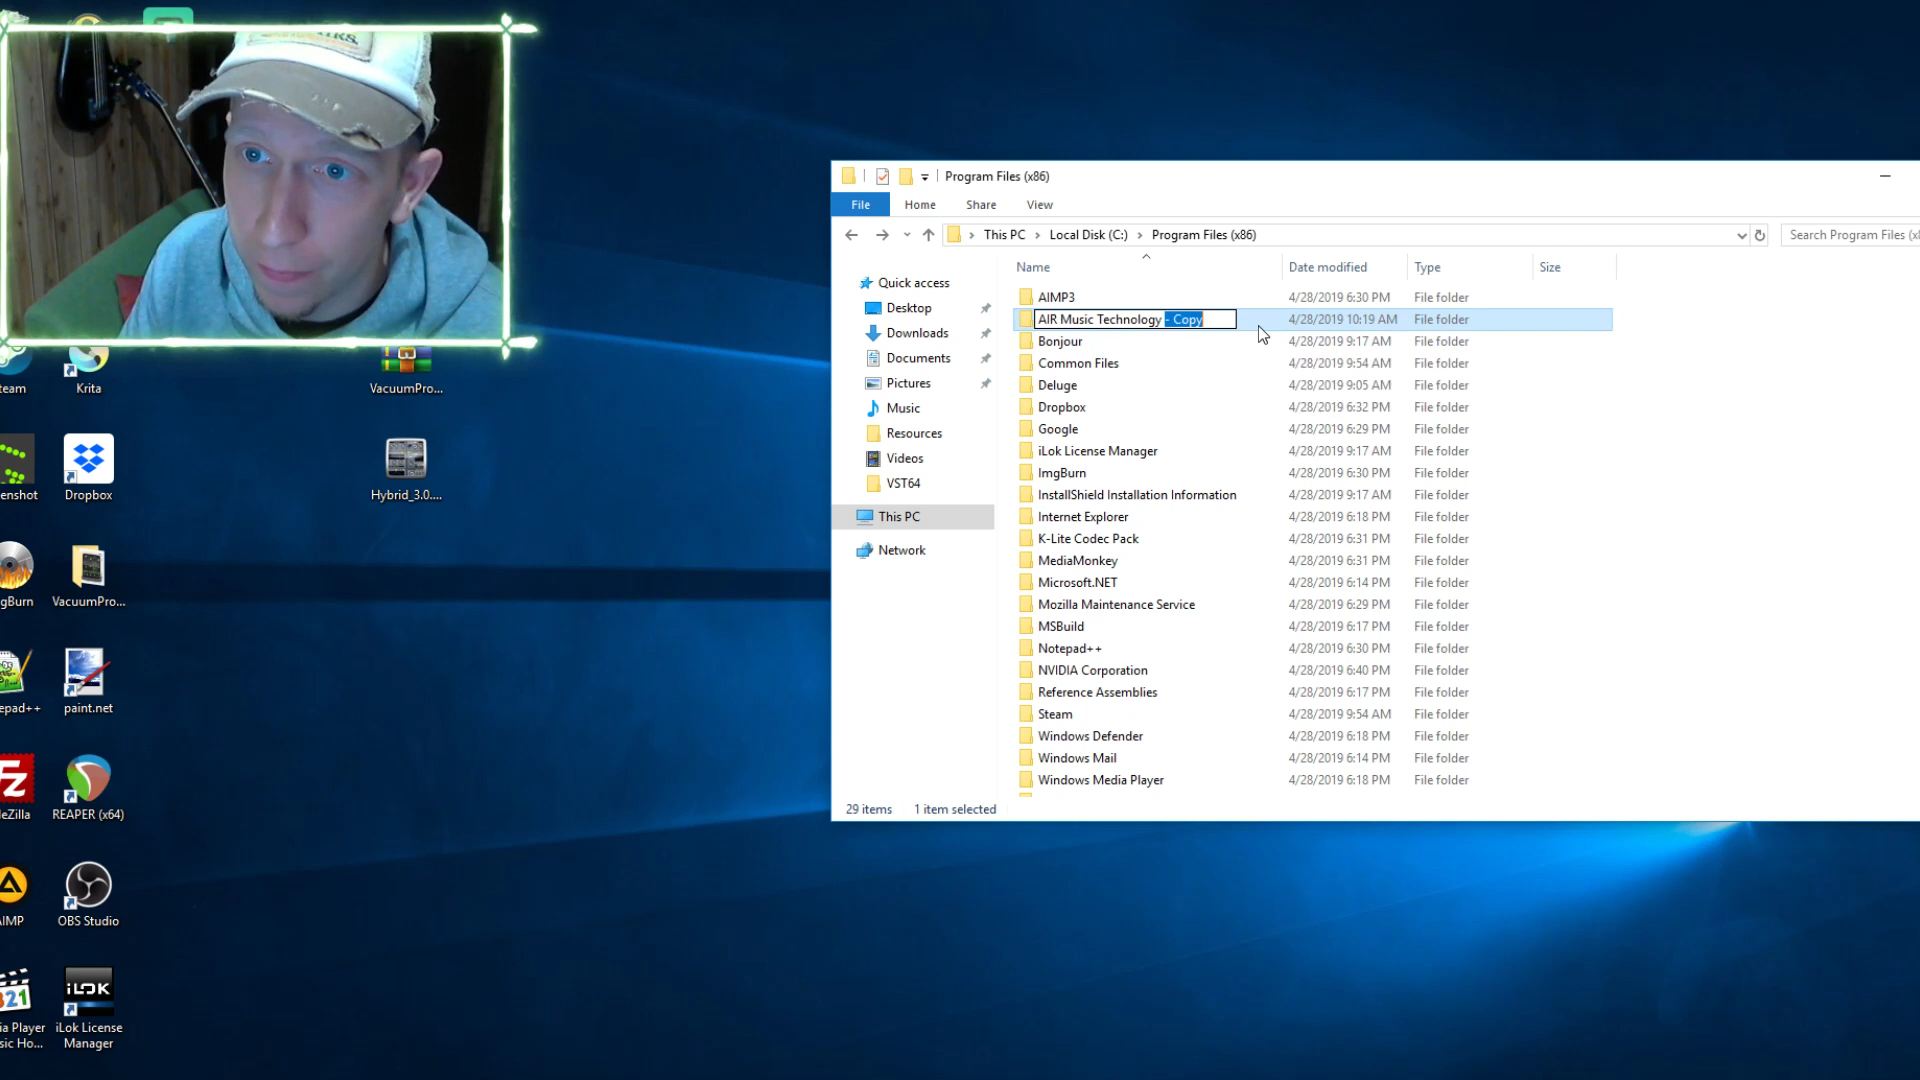 Program Files (x86)
File
Home
Share
View
This PC
Local Disk (C:)
Program Files (x86)
Search Program Files
Name
Date modified
Type
Size
Quick access
Desktop
Downloads
Documents
Pictures
Music
Resources
Videos
VST64
This PC
Network
AIMP3 4/28/2019 6:30 PM File folder
AIR Music Technology - Copy 4/28/2019 10:19 AM File folder
Bonjour 4/28/2019 9:17 AM File folder
Common Files 4/28/2019 9:54 AM File folder
Deluge 4/28/2019 9:05 AM File folder
Dropbox 4/28/2019 6:32 PM File folder
Google 4/28/2019 6:29 PM File folder
iLok License Manager 4/28/2019 9:17 AM File folder
ImgBurn 4/28/2019 6:30 PM File folder
InstallShield Installation Information 4/28/2019 9:17 AM File folder
Internet Explorer 4/28/2019 6:18 PM File folder
K-Lite Codec Pack 4/28/2019 6:31 PM File folder
MediaMonkey 4/28/2019 6:31 PM File folder
Microsoft.NET 4/28/2019 6:14 PM File folder
Mozilla Maintenance Service 4/28/2019 6:29 PM File folder
MSBuild 4/28/2019 6:17 PM File folder
Notepad++ 4/28/2019 6:30 PM File folder
NVIDIA Corporation 4/28/2019 6:40 PM File folder
Reference Assemblies 4/28/2019 6:17 PM File folder
Steam 4/28/2019 9:54 AM File folder
Windows Defender 4/28/2019 6:18 PM File folder
Windows Mail 4/28/2019 6:14 PM File folder
Windows Media Player 4/28/2019 6:18 PM File folder
29 items 1 item selected
team
Krita
VacuumPro...
enshot
Dropbox
Hybrid_3.0....
gBurn
VacuumPro...
epad++
paint.net
Fz
leZilla
REAPER (x64)
AIMP
OBS Studio
321
iLOK
ia Player
sic Ho...
iLok License
Manager